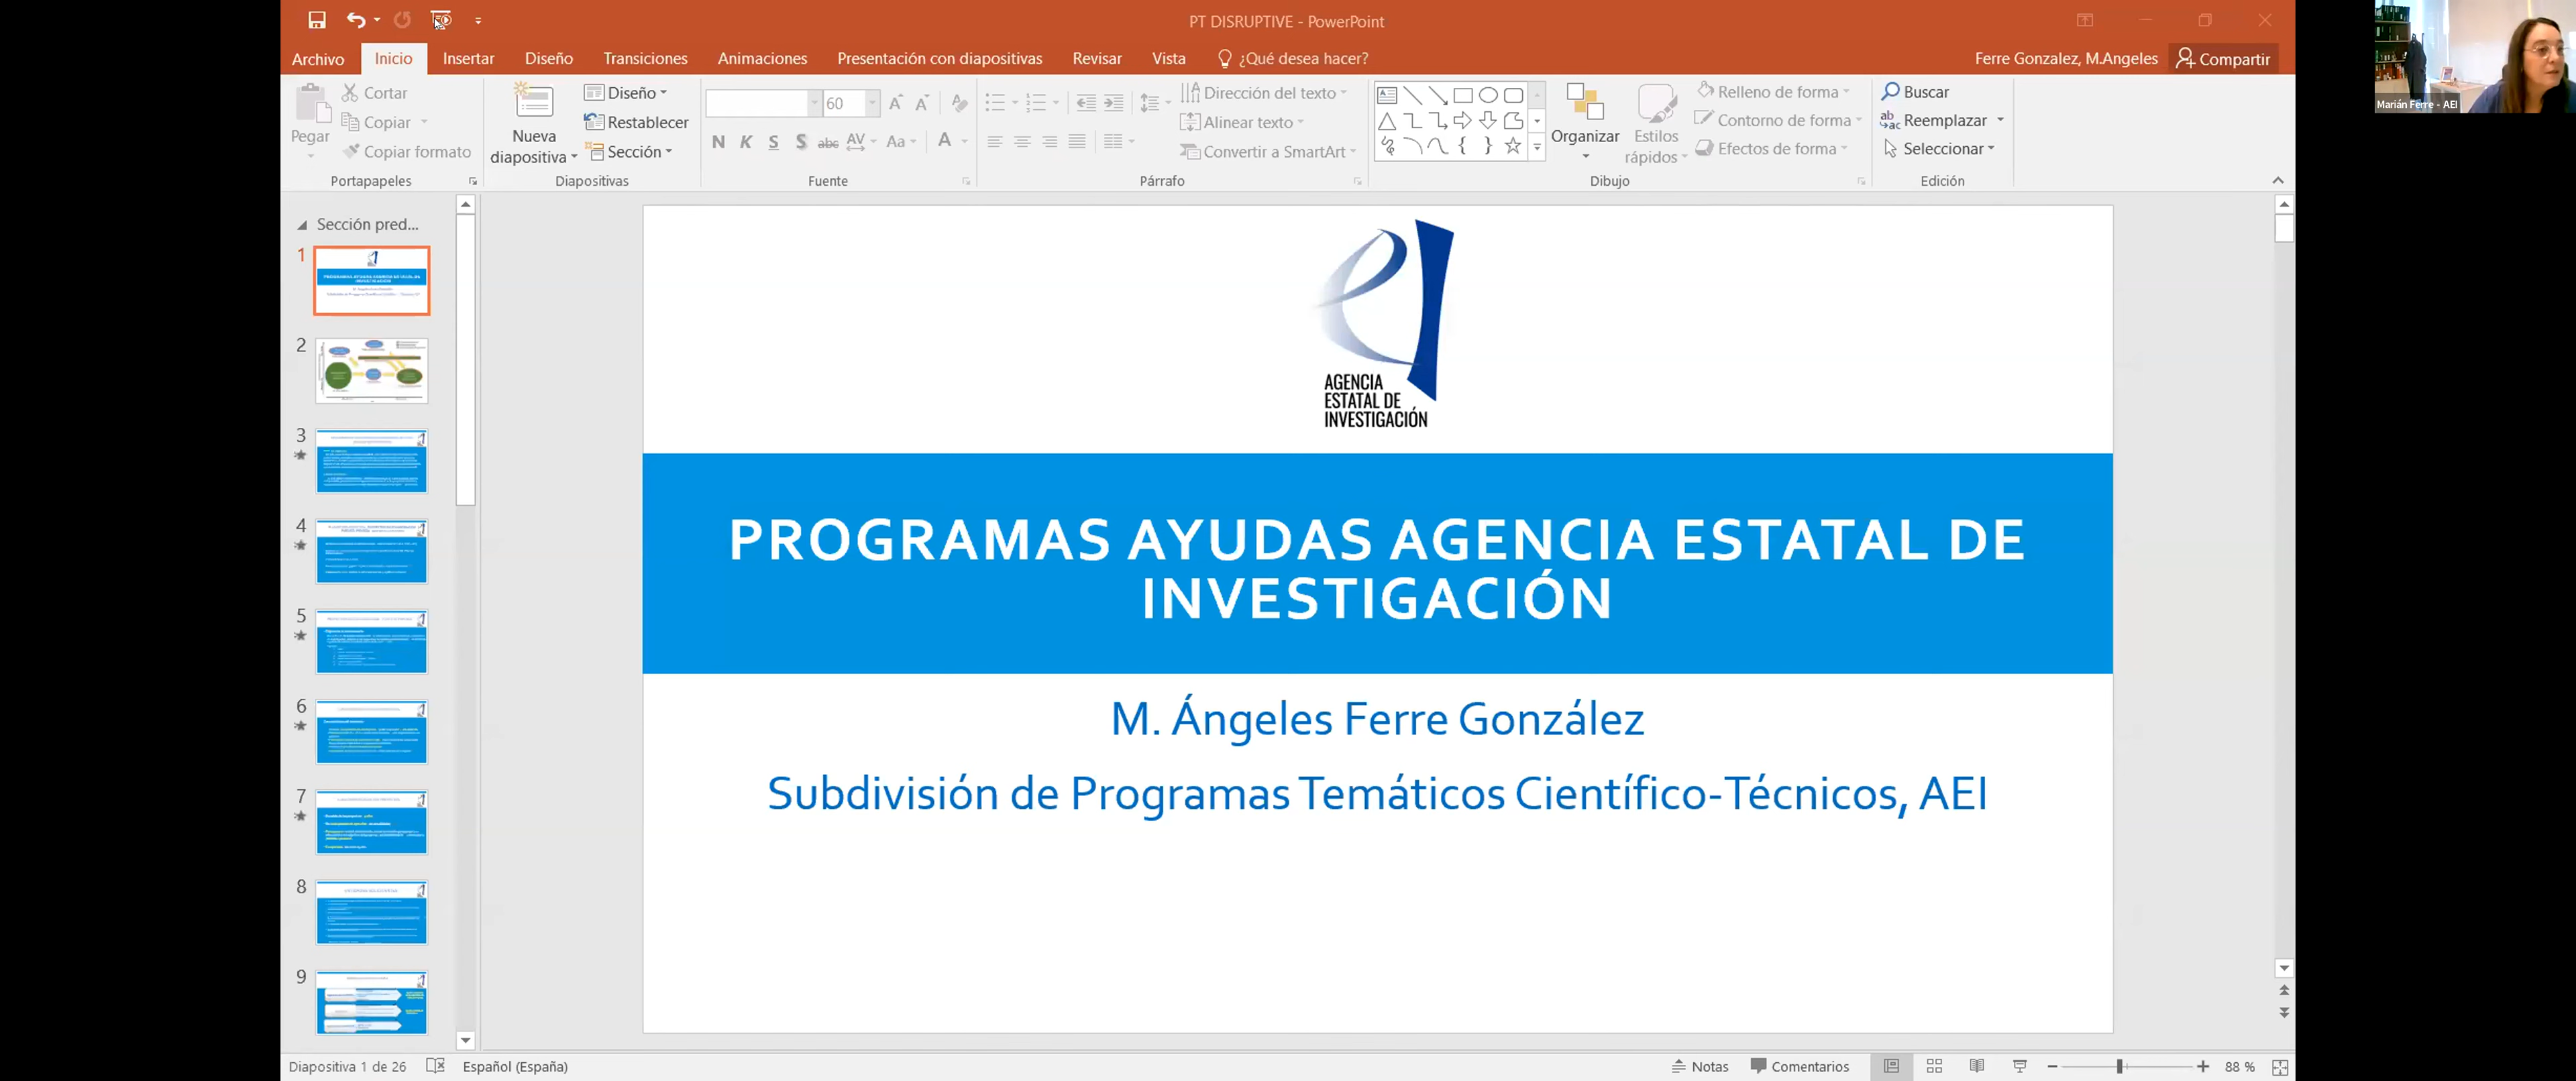 PT DISRUPTIVE - PowerPoint
Archivo
Inicio
Insertar
Diseño
Transiciones
Animaciones
Presentación con diapositivas
Revisar
Vista
¿Qué desea hacer?
Ferre Gonzalez, M.Angeles
Compartir
Marián Ferre - AEI
Pegar
Cortar
Copiar
Copiar formato
Portapapeles
Nueva
diapositiva
Diseño
Restablecer
Sección
Diapositivas
60
N K S S abc AV Aa A
Fuente
Dirección del texto
Alinear texto
Convertir a SmartArt
Párrafo
Organizar
Estilos
rápidos
Relleno de forma
Contorno de forma
Efectos de forma
Dibujo
Buscar
Reemplazar
Seleccionar
Edición
Sección pred...
1
2
3
4
5
6
7
8
9
AGENCIA
ESTATAL DE
INVESTIGACIÓN
PROGRAMAS AYUDAS AGENCIA ESTATAL DE
INVESTIGACIÓN
M. Ángeles Ferre González
Subdivisión de Programas Temáticos Científico-Técnicos, AEI
Diapositiva 1 de 26
Español (España)
Notas
Comentarios
88 %